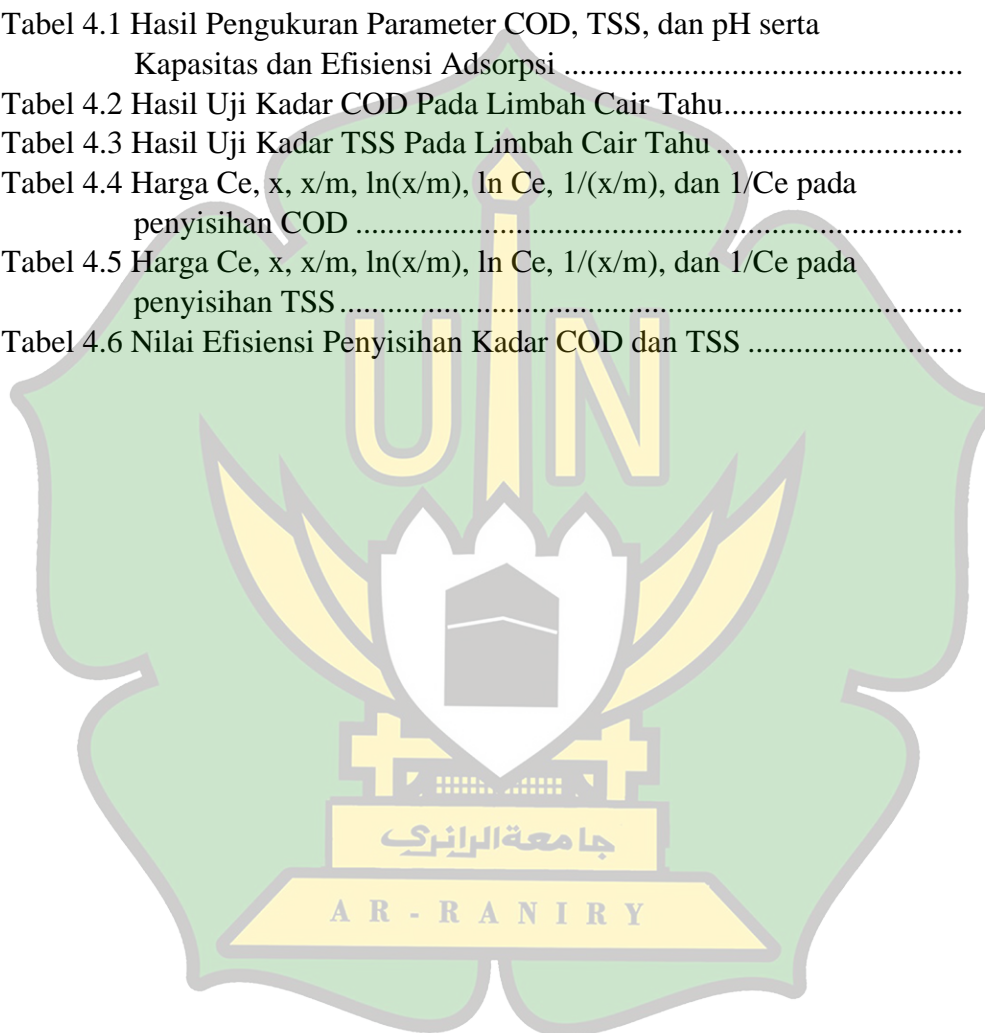 Tabel 4.1 Hasil Pengukuran Parameter COD, TSS, dan pH serta
Kapasitas dan Efisiensi Adsorpsi ..................................................
Tabel 4.2 Hasil Uji Kadar COD Pada Limbah Cair Tahu..............................
Tabel 4.3 Hasil Uji Kadar TSS Pada Limbah Cair Tahu ...............................
Tabel 4.4 Harga Ce, x, x/m, ln(x/m), ln Ce, 1/(x/m), dan 1/Ce pada
penyisihan COD ............................................................................
Tabel 4.5 Harga Ce, x, x/m, ln(x/m), ln Ce, 1/(x/m), dan 1/Ce pada
penyisihan TSS ..............................................................................
Tabel 4.6 Nilai Efisiensi Penyisihan Kadar COD dan TSS ...........................
U I N
جامعةالرانري
A R - R A N I R Y